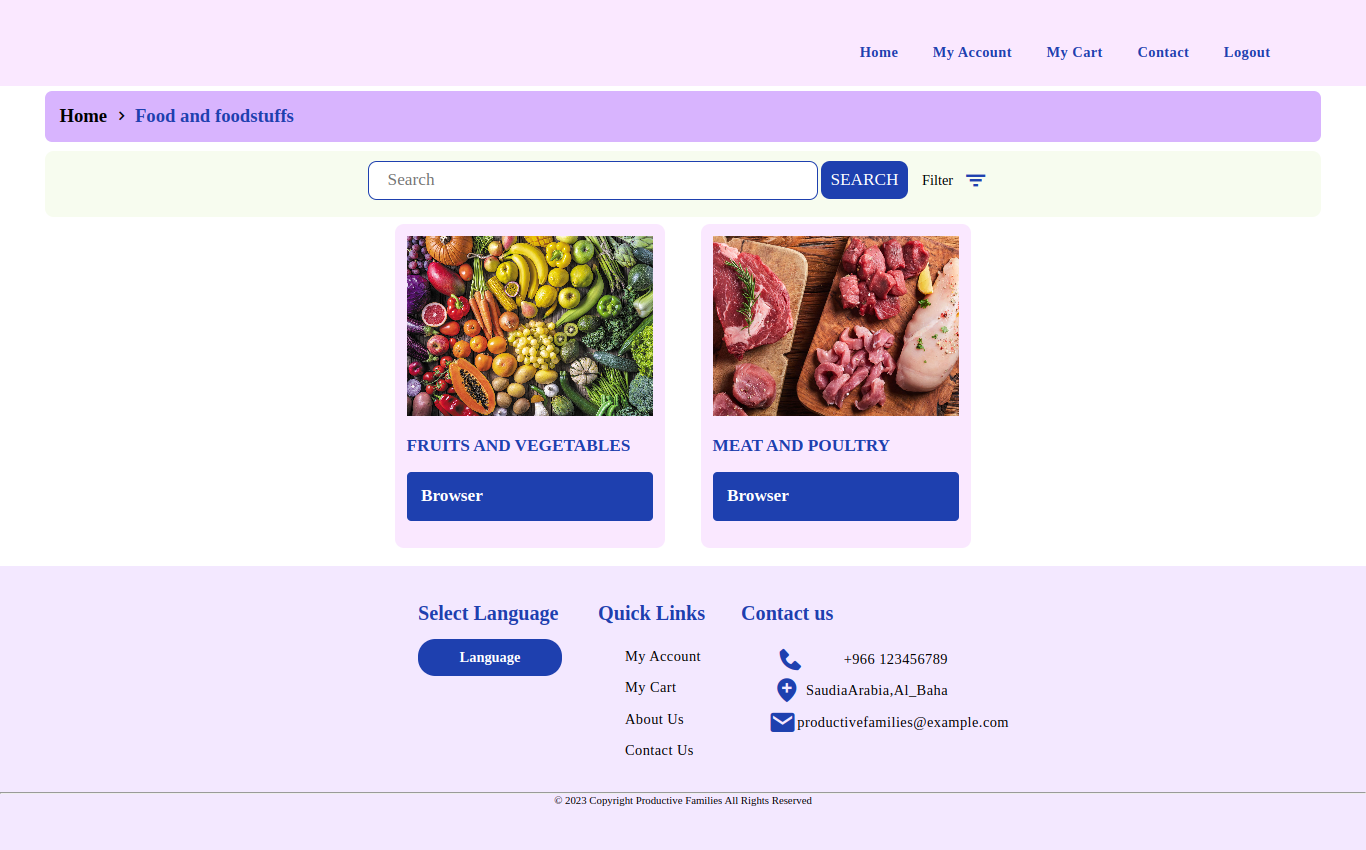 Home My Account My Cart Contact Logout
Home > Food and foodstuffs
Search SEARCH Filter
FRUITS AND VEGETABLES
Browser
MEAT AND POULTRY
Browser
Select Language
Language
Quick Links
My Account
My Cart
About Us
Contact Us
Contact us
+966 123456789
SaudiaArabia,Al_Baha
productivefamilies@example.com
© 2023 Copyright Productive Families All Rights Reserved